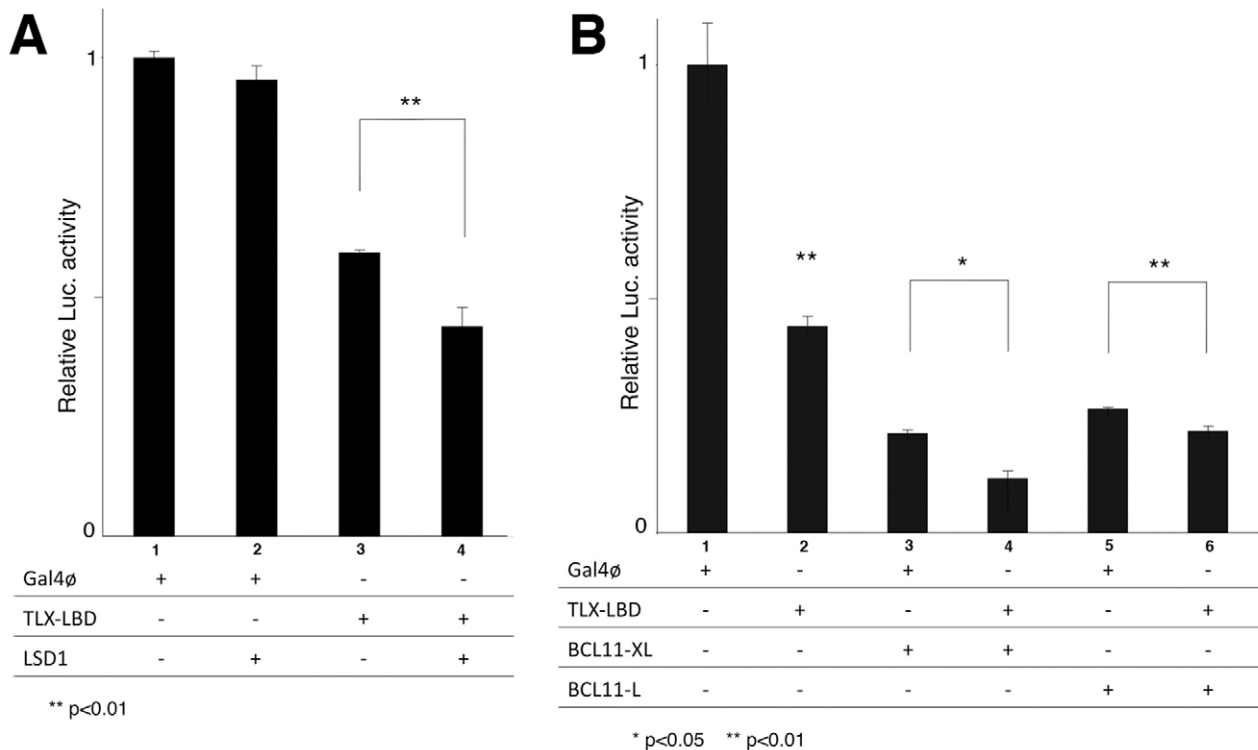 A
1
**
Relative Luc. activity
0
1 2 3 4
Gal4ø + + - -
TLX-LBD - - + +
LSD1 - + - +
** p<0.01
B
1
** * **
Relative Luc. activity
0
1 2 3 4 5 6
Gal4ø + - + - + -
TLX-LBD - + - + - +
BCL11-XL - - + + - -
BCL11-L - - - - + +
* p<0.05 ** p<0.01